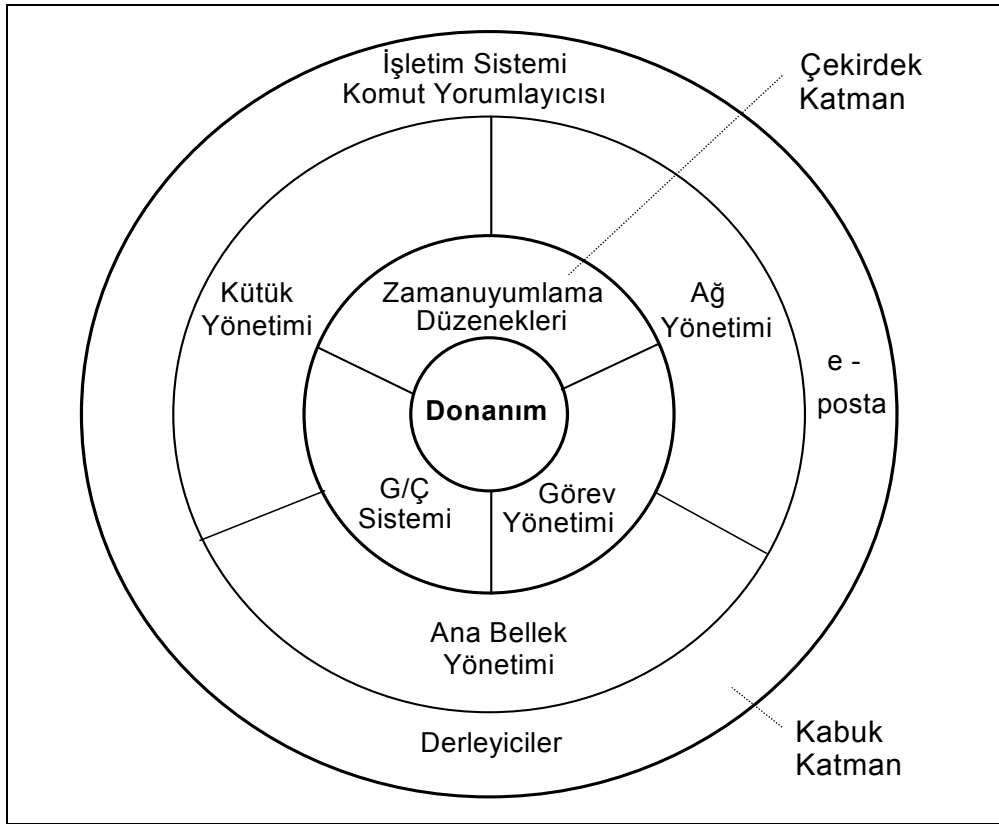 İşletim Sistemi
Komut Yorumlayıcısı
Çekirdek
Katman
Kütük
Yönetimi
Zamanuyumlama
Düzenekleri
Ağ
Yönetimi
e -
posta
Donanım
G/Ç
Sistemi
Görev
Yönetimi
Ana Bellek
Yönetimi
Derleyiciler
Kabuk
Katman